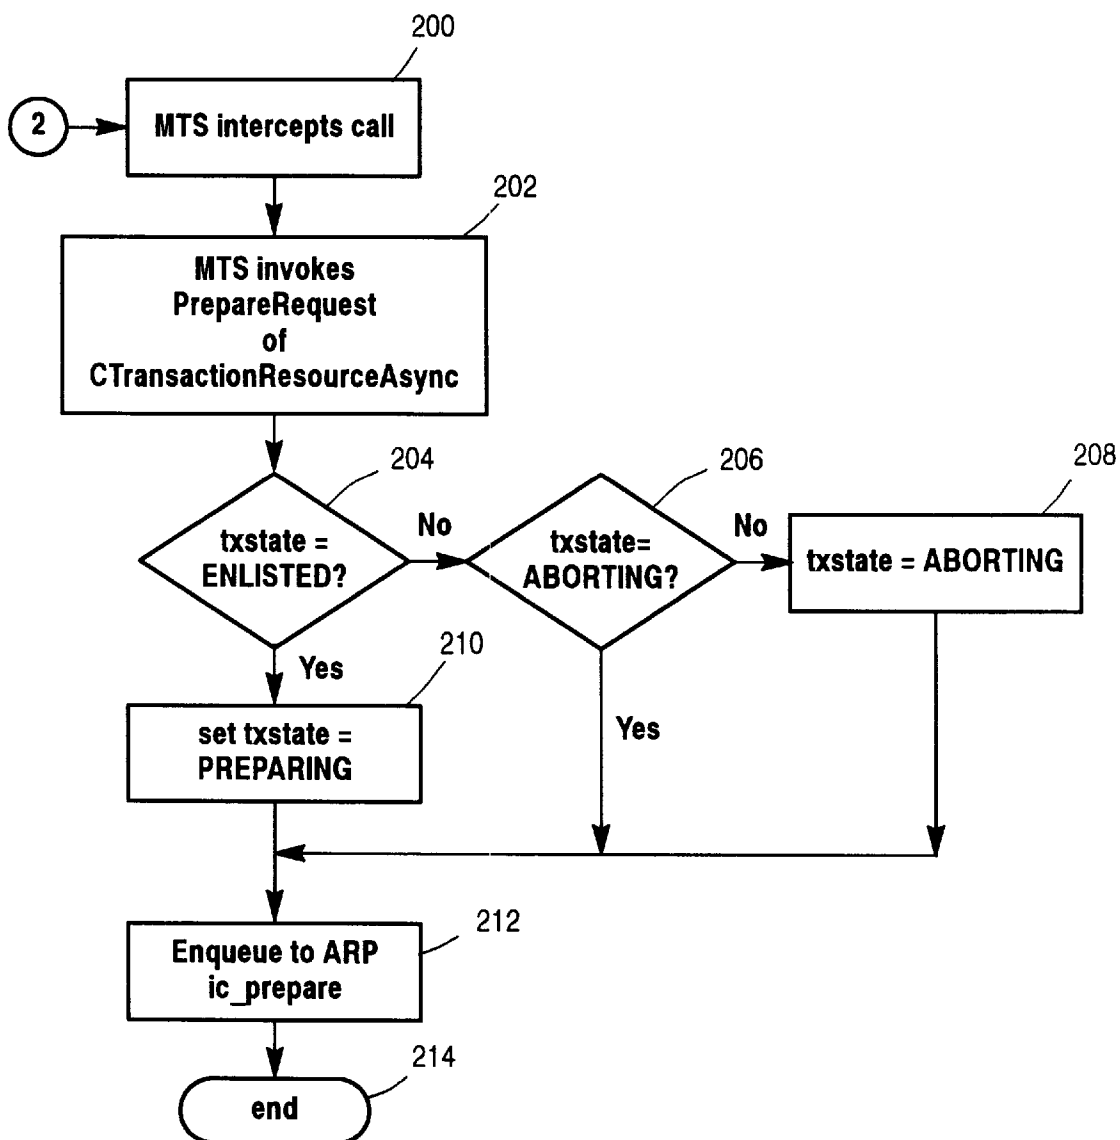 200
2
MTS intercepts call
202
MTS invokes
PrepareRequest
of
CTransactionResourceAsync
204
206
208
txstate =
ENLISTED?
No
txstate=
ABORTING?
No
txstate = ABORTING
Yes
210
set txstate =
PREPARING
Yes
212
Enqueue to ARP
ic_prepare
214
end